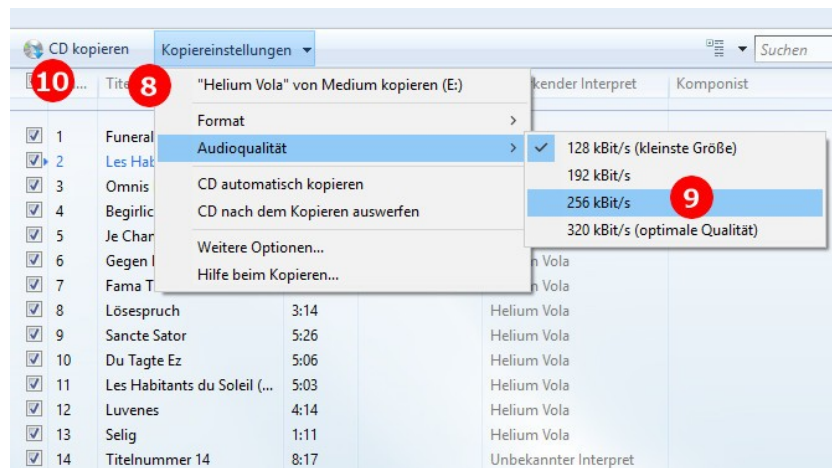 CD kopieren Kopiereinstellungen Suchen
10 ... Tite 8 kender Interpret Komponist
"Helium Vola" von Medium kopieren (E:)
Format
Audioqualität
CD automatisch kopieren
CD nach dem Kopieren auswerfen
Weitere Optionen...
Hilfe beim Kopieren...
128 kBit/s (kleinste Größe)
192 kBit/s
256 kBit/s 9
320 kBit/s (optimale Qualität)
1 Funeral
2 Les Hab
3 Omnis
4 Begirlic
5 Je Chan
6 Gegen m Vola
7 Fama T Helium Vola
8 Lösespruch 3:14 Helium Vola
9 Sancte Sator 5:26 Helium Vola
10 Du Tagte Ez 5:06 Helium Vola
11 Les Habitants du Soleil (... 5:03 Helium Vola
12 Luvenes 4:14 Helium Vola
13 Selig 1:11 Helium Vola
14 Titelnummer 14 8:17 Unbekannter Interpret